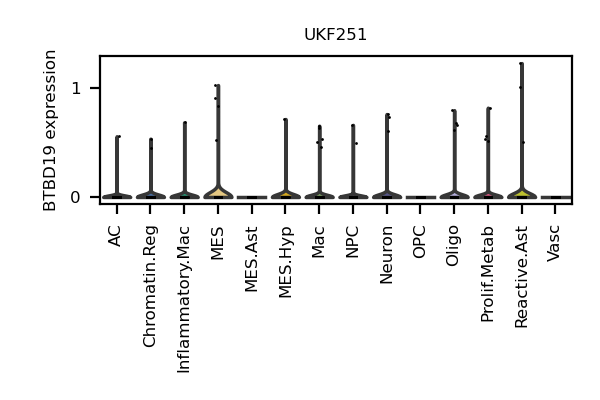 UKF251
BTBD19 expression
1
0
AC
Chromatin.Reg
Inflammatory.Mac
MES
MES.Ast
MES.Hyp
Mac
NPC
Neuron
OPC
Oligo
Prolif.Metab
Reactive.Ast
Vasc